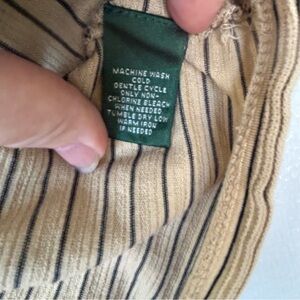 MACHINE WASH
COLD
GENTLE CYCLE
ONLY NON-
CHLORINE BLEACH
WHEN NEEDED
TUMBLE DRY LOW
WARM IRON
IF NEEDED